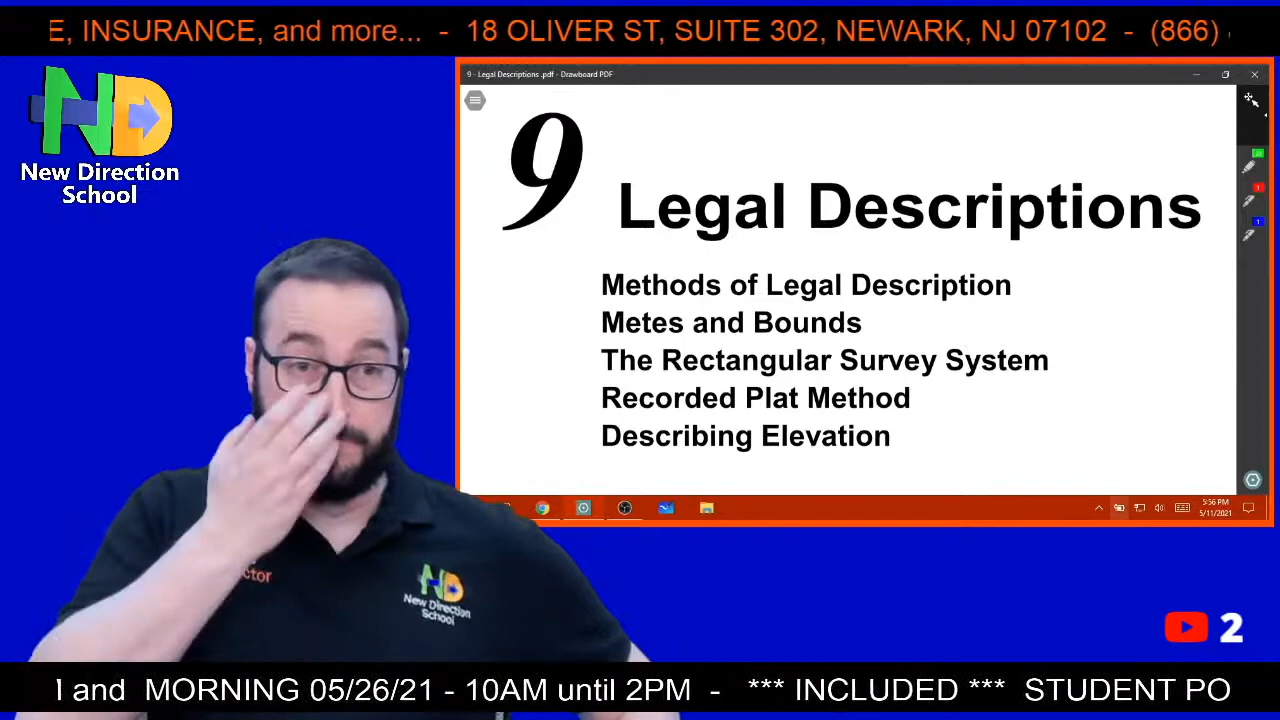 E, INSURANCE, and more... - 18 OLIVER ST, SUITE 302, NEWARK, NJ 07102 - (866)
New Direction
School
9 - Legal Descriptions .pdf - Drawboard PDF
9
Legal Descriptions
Methods of Legal Description
Metes and Bounds
The Rectangular Survey System
Recorded Plat Method
Describing Elevation
5:56 PM
5/11/2021
ctor
New Direction
School
2
and MORNING 05/26/21 - 10AM until 2PM - *** INCLUDED *** STUDENT PO